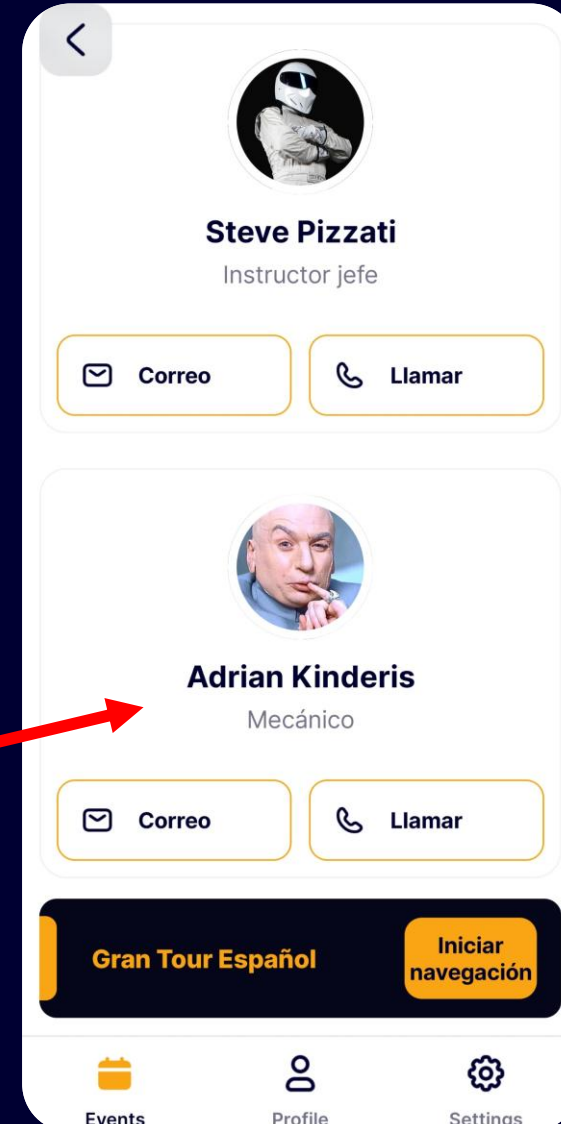 Steve Pizzati
Instructor jefe
Correo
Llamar
Adrian Kinderis
Mecánico
Correo
Llamar
Gran Tour Español
Iniciar
navegación
Events
Profile
Settings